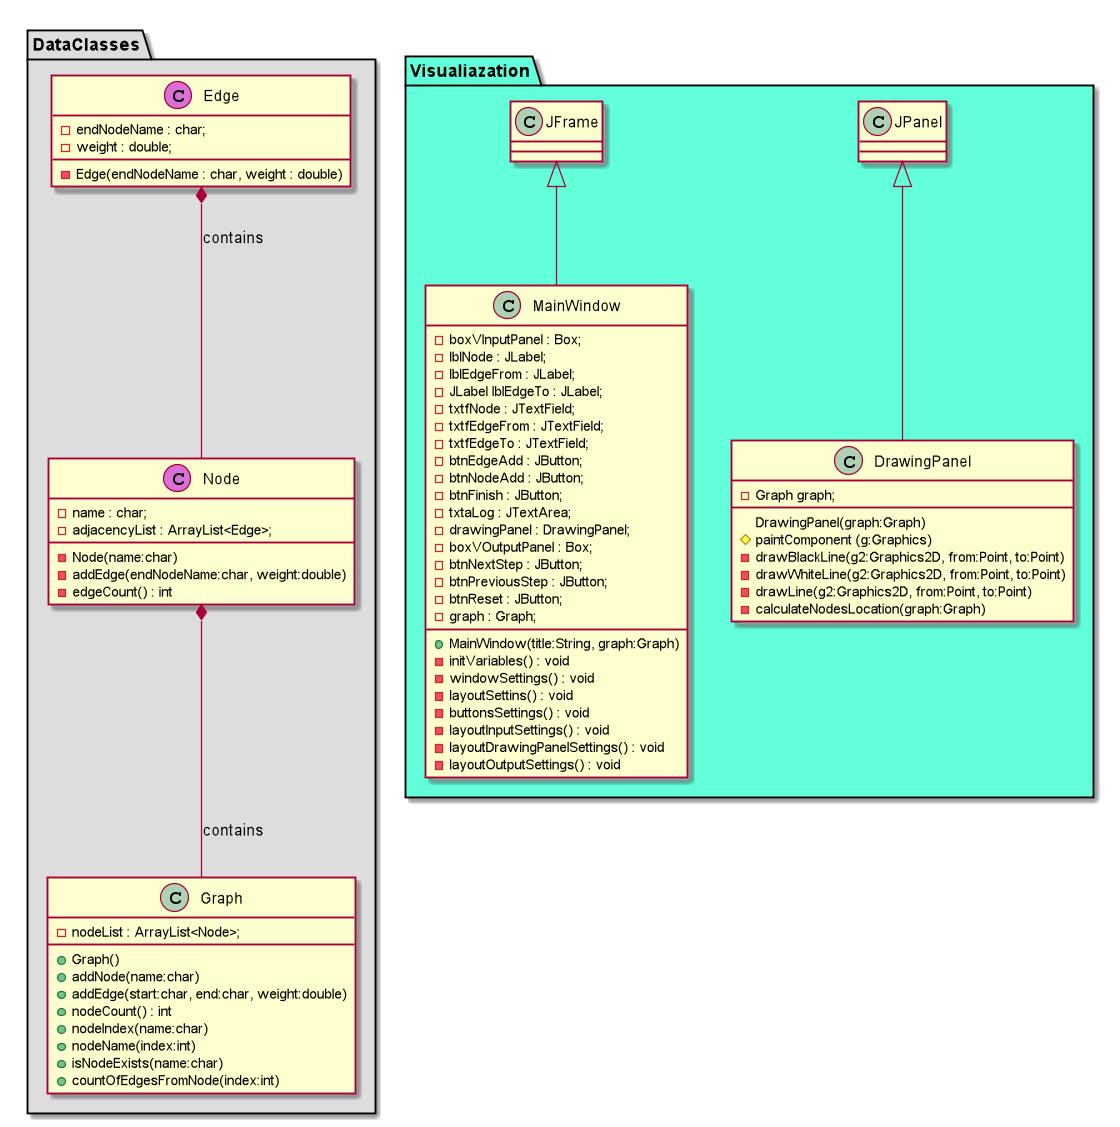 DataClasses
C Edge
endNodeName : char;
weight : double;
Edge(endNodeName : char, weight : double)
contains
C Node
name : char;
adjacencyList : ArrayList<Edge>;
Node(name:char)
addEdge(endNodeName:char, weight:double)
edgeCount() : int
contains
C Graph
nodeList : ArrayList<Node>;
Graph()
addNode(name:char)
addEdge(start:char, end:char, weight:double)
nodeCount() : int
nodeIndex(name:char)
nodeName(index:int)
isNodeExists(name:char)
countOfEdgesFromNode(index:int)
Visualiazation
C JFrame
C JPanel
C MainWindow
boxVInputPanel : Box;
lblNode : JLabel;
lblEdgeFrom : JLabel;
JLabel lblEdgeTo : JLabel;
txtfNode : JTextField;
txtfEdgeFrom : JTextField;
txtfEdgeTo : JTextField;
btnEdgeAdd : JButton;
btnNodeAdd : JButton;
btnFinish : JButton;
txtaLog : JTextArea;
drawingPanel : DrawingPanel;
boxVOutputPanel : Box;
btnNextStep : JButton;
btnPreviousStep : JButton;
btnReset : JButton;
graph : Graph;
MainWindow(title:String, graph:Graph)
initVariables() : void
windowSettings() : void
layoutSettins() : void
buttonsSettings() : void
layoutInputSettings() : void
layoutDrawingPanelSettings() : void
layoutOutputSettings() : void
C DrawingPanel
Graph graph;
DrawingPanel(graph:Graph)
paintComponent (g:Graphics)
drawBlackLine(g2:Graphics2D, from:Point, to:Point)
drawWhiteLine(g2:Graphics2D, from:Point, to:Point)
drawLine(g2:Graphics2D, from:Point, to:Point)
calculateNodesLocation(graph:Graph)